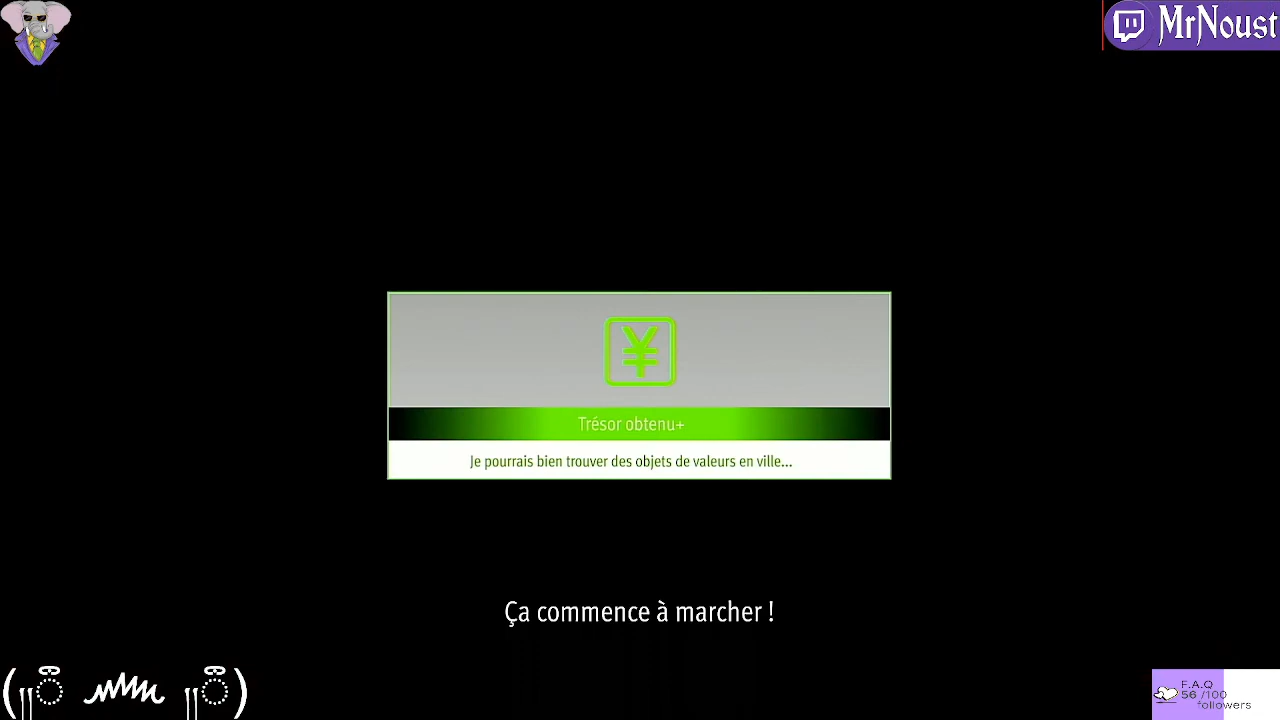 MrNoust
¥
Trésor obtenu+
Je pourrais bien trouver des objets de valeurs en ville...
Ça commence à marcher !
F.A.Q
56 /100
followers